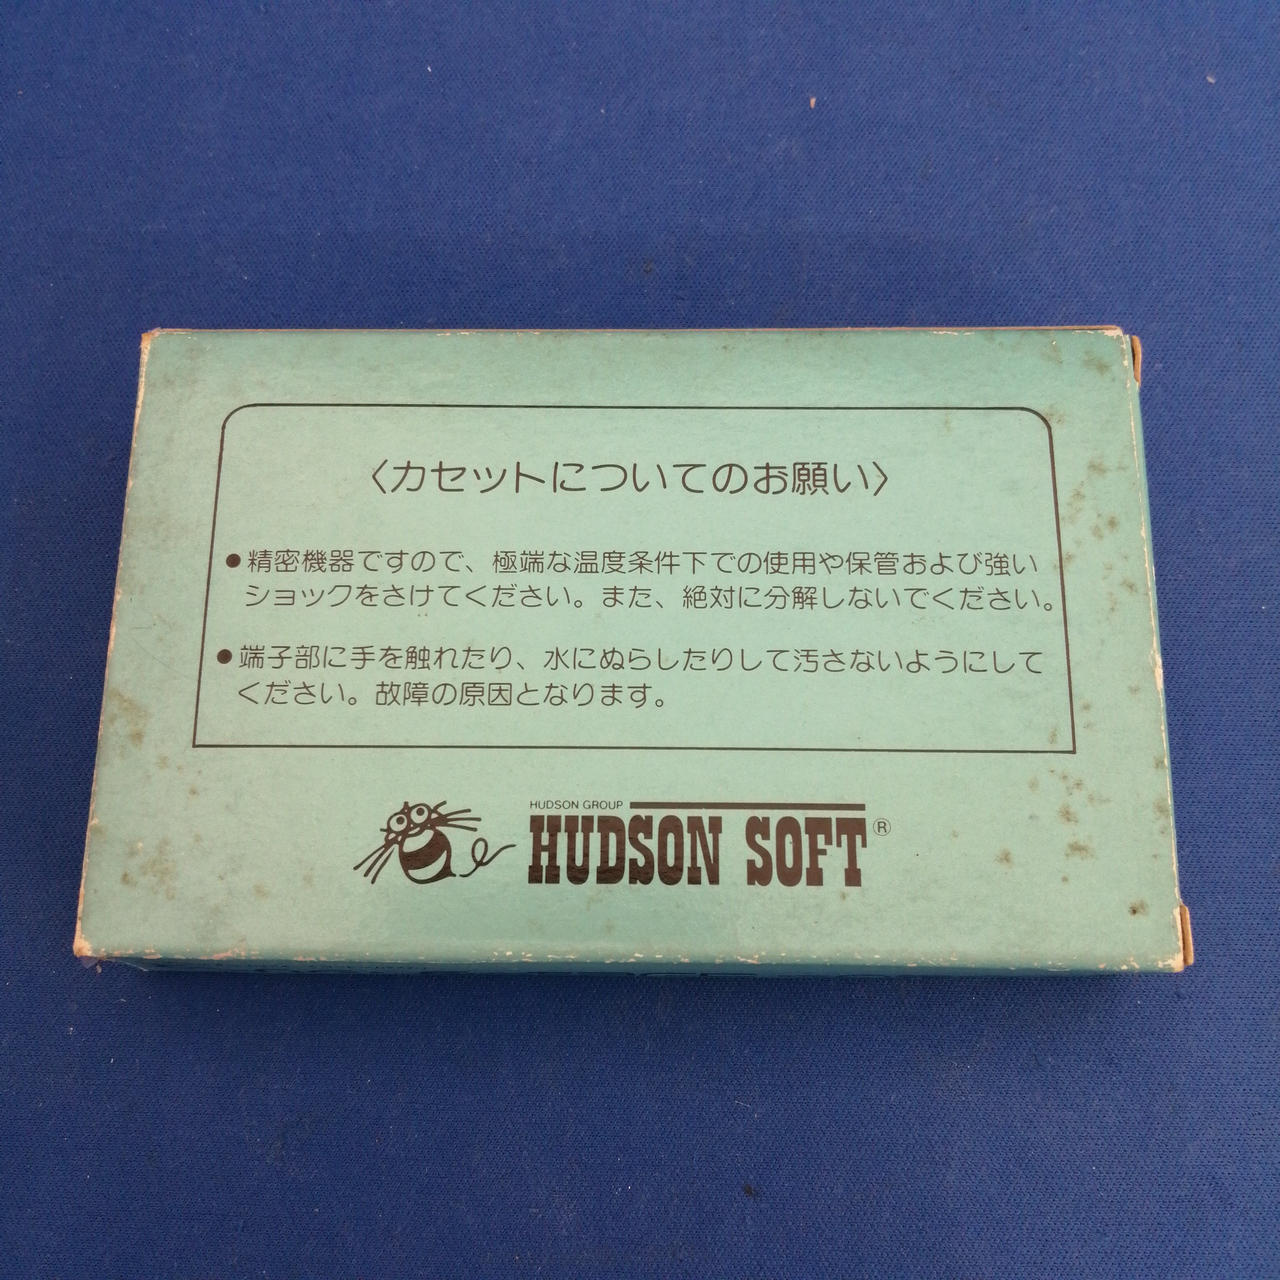 〈カセットについてのお願い〉
●精密機器ですので、極端な温度条件下での使用や保管および強い
ショックをさけてください。また、絶対に分解しないでください。
●端子部に手を触れたり、水にぬらしたりして汚さないようにして
ください。故障の原因となります。
HUDSON GROUP
HUDSON SOFT®